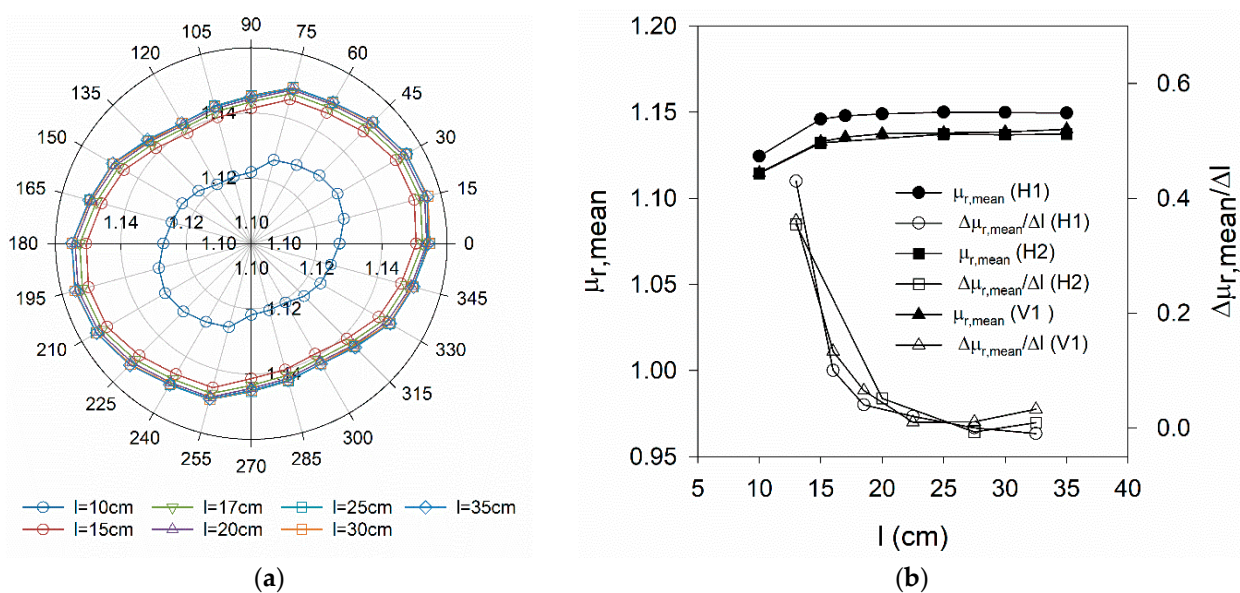 90
105
75
120
60
135
45
150
30
165
15
180
0
195
345
210
330
225
315
240
300
255
285
270
1.14
1.12
1.10
1.14 1.12 1.10 1.10 1.12 1.14
1.10
1.12
1.14
l=10cm l=17cm l=25cm l=35cm
l=15cm l=20cm l=30cm
(a)
1.20
1.15
1.10
1.05
1.00
0.95
μr,mean
0.6
0.4
0.2
0.0
Δμr,mean/Δl
μr,mean (H1)
Δμr,mean/Δl (H1)
μr,mean (H2)
Δμr,mean/Δl (H2)
μr,mean (V1 )
Δμr,mean/Δl (V1)
5 10 15 20 25 30 35 40
l (cm)
(b)